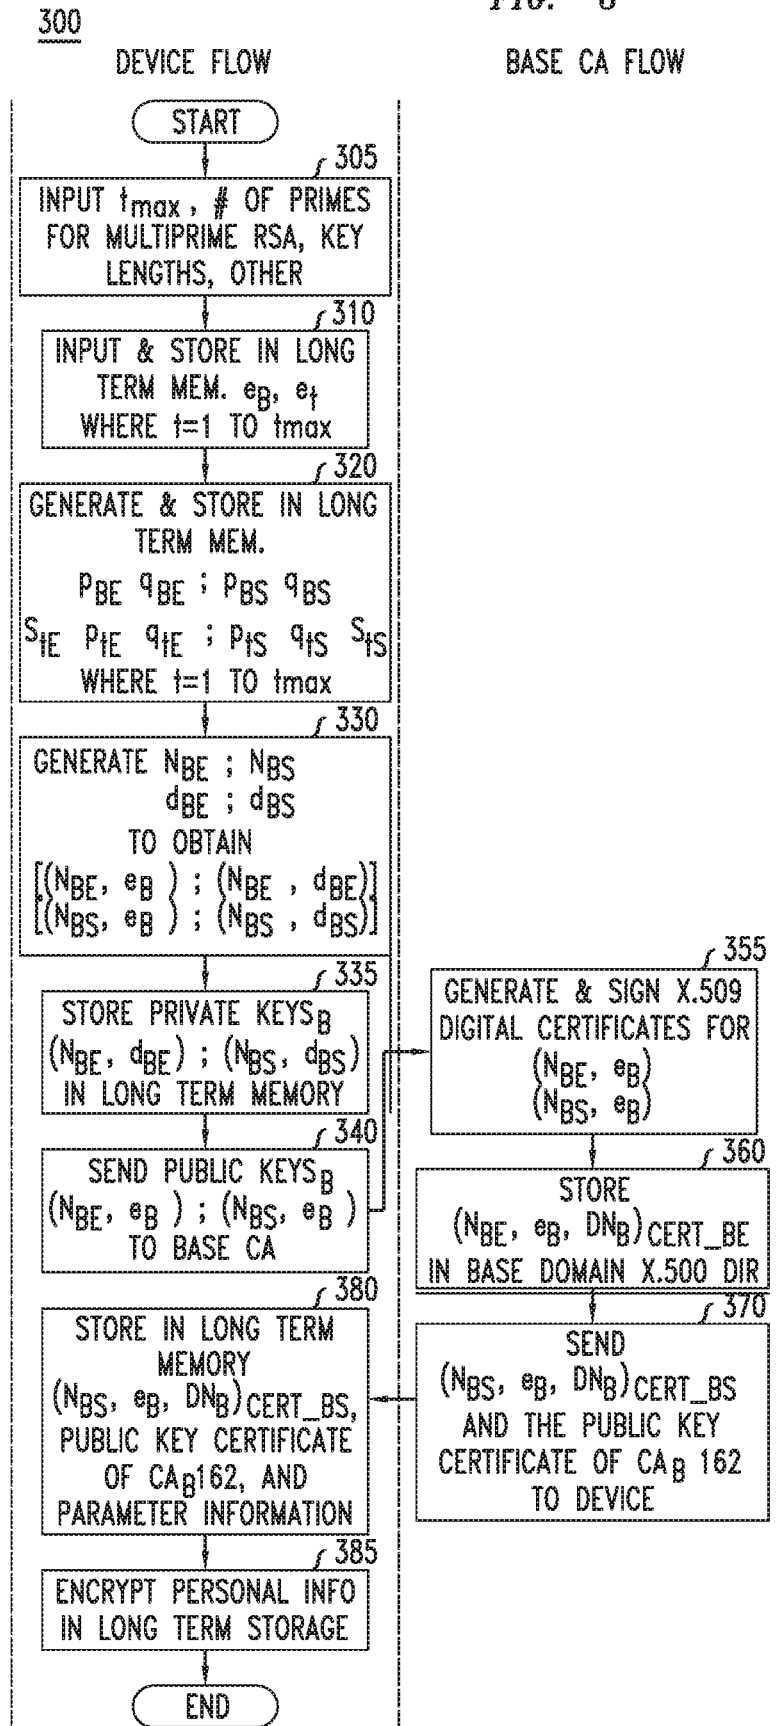 FIG.
300
DEVICE FLOW
BASE CA FLOW
START
305
INPUT tmax, # OF PRIMES
FOR MULTIPRIME RSA, KEY
LENGTHS, OTHER
310
INPUT & STORE IN LONG
TERM MEM. eB, et
WHERE t=1 TO tmax
320
GENERATE & STORE IN LONG
TERM MEM.
pBE qBE ; pBS qBS
StE ptE qtE ; ptS qtS StS
WHERE t=1 TO tmax
330
GENERATE NBE ; NBS
dBE ; dBS
TO OBTAIN
[(NBE, eB ) ; (NBE , dBE)]
[(NBS, eB ) ; (NBS , dBS)]
335
STORE PRIVATE KEYSB
(NBE, dBE) ; (NBS, dBS)
IN LONG TERM MEMORY
340
SEND PUBLIC KEYSB
(NBE, eB ) ; (NBS, eB )
TO BASE CA
355
GENERATE & SIGN X.509
DIGITAL CERTIFICATES FOR
(NBE, eB)
(NBS, eB)
360
STORE
(NBE, eB, DNB)CERT_BE
IN BASE DOMAIN X.500 DIR
370
SEND
(NBS, eB, DNB)CERT_BS
AND THE PUBLIC KEY
CERTIFICATE OF CAB 162
TO DEVICE
380
STORE IN LONG TERM
MEMORY
(NBS, eB, DNB)CERT_BS,
PUBLIC KEY CERTIFICATE
OF CAB162, AND
PARAMETER INFORMATION
385
ENCRYPT PERSONAL INFO
IN LONG TERM STORAGE
END